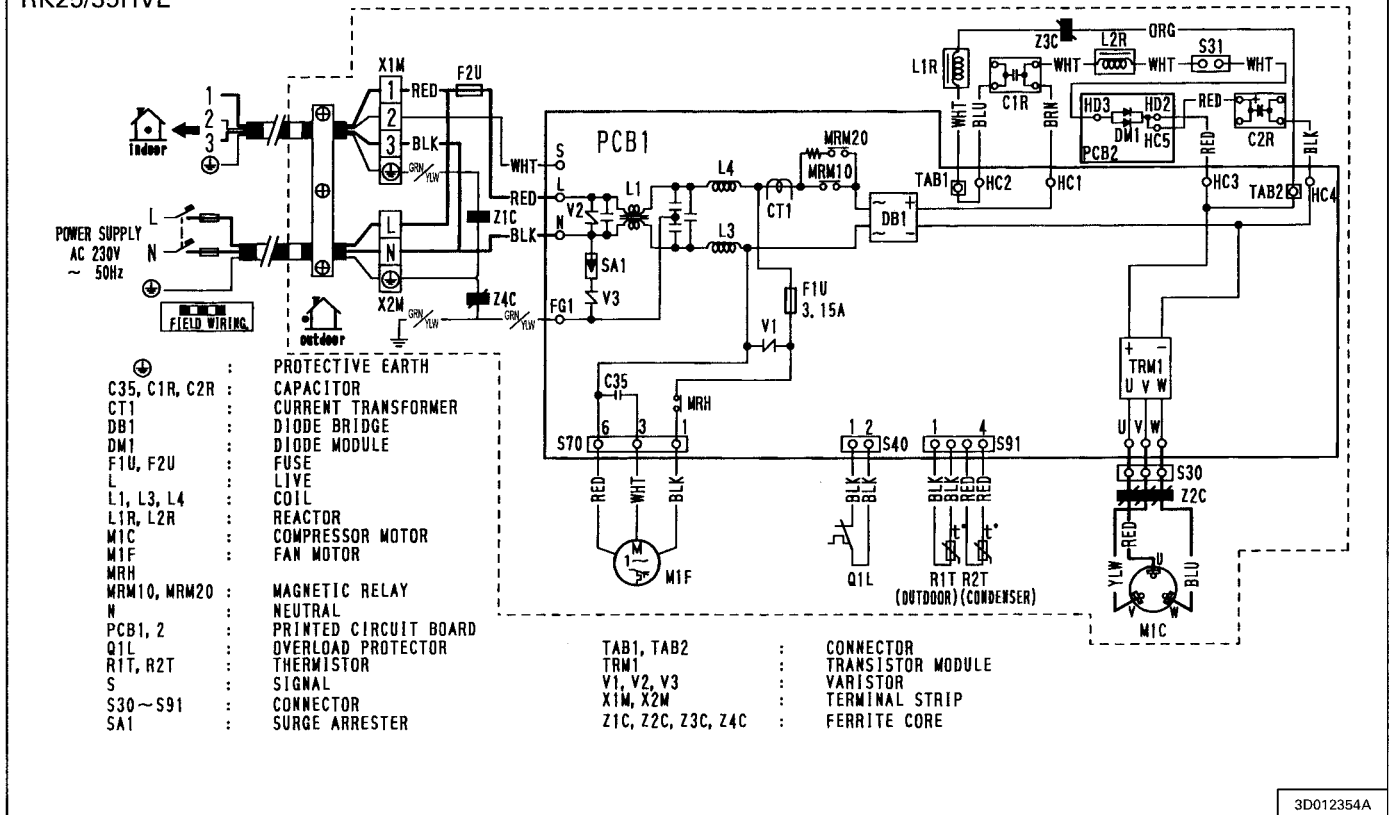 RK25/35HVE
X1M
F2U
1
2
3
indoor
1
2
3
RED
BLK
GRN/YLW
POWER SUPPLY
AC 230V
~ 50Hz
L
N
FIELD WIRING
outdoor
L
N
X2M
Z1C
Z4C
GRN/YLW
GRN/YLW
WHT
RED
BLK
S
L
N
FG1
PCB1
V2
L1
SA1
V3
L4
L3
CT1
MRM20
MRM10
DB1
~
~
+
-
F1U
3.15A
V1
C35
MRH
S70
6
3
1
RED
WHT
BLK
M
1~
M1F
TAB1
HC2
HC1
L1R
WHT
BLU
BRN
C1R
Z3C
ORG
WHT
L2R
WHT
S31
WHT
HD3
HD2
DM1
HC5
PCB2
RED
RED
C2R
BLK
HC3
TAB2
HC4
+
-
TRM1
U V W
U
V
W
S30
Z2C
RED
YLW
BLU
U
V
W
M1C
1 2
S40
BLK
BLK
Q1L
1
4
S91
BLK
BLK
RED
RED
t°
t°
R1T R2T
(OUTDOOR)(CONDENSER)
: PROTECTIVE EARTH
C35, C1R, C2R : CAPACITOR
CT1 : CURRENT TRANSFORMER
DB1 : DIODE BRIDGE
DM1 : DIODE MODULE
F1U, F2U : FUSE
L : LIVE
L1, L3, L4 : COIL
L1R, L2R : REACTOR
M1C : COMPRESSOR MOTOR
M1F : FAN MOTOR
MRH
MRM10, MRM20 : MAGNETIC RELAY
N : NEUTRAL
PCB1, 2 : PRINTED CIRCUIT BOARD
Q1L : OVERLOAD PROTECTOR
R1T, R2T : THERMISTOR
S : SIGNAL
S30~S91 : CONNECTOR
SA1 : SURGE ARRESTER
TAB1, TAB2 : CONNECTOR
TRM1 : TRANSISTOR MODULE
V1, V2, V3 : VARISTOR
X1M, X2M : TERMINAL STRIP
Z1C, Z2C, Z3C, Z4C : FERRITE CORE
3D012354A